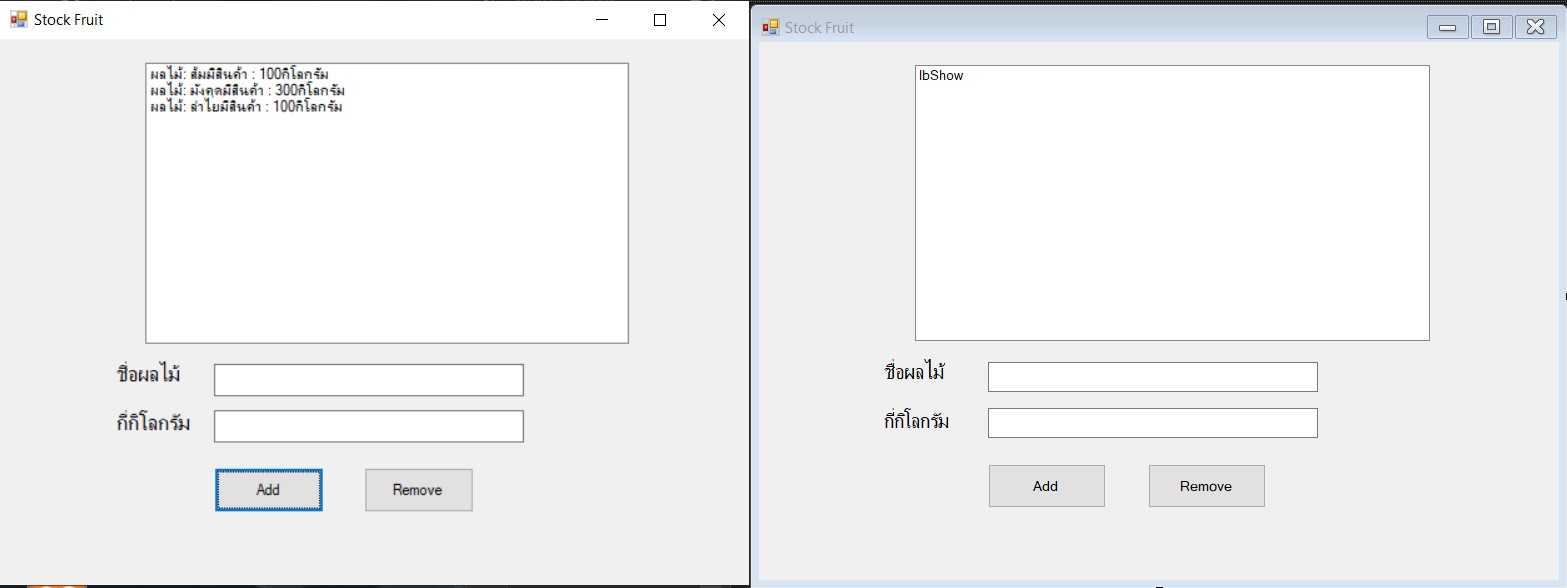 Stock Fruit
ผลไม้: ส้มมีสินค้า : 100กิโลกรัม
ผลไม้: มังคุดมีสินค้า : 300กิโลกรัม
ผลไม้: ลำไยมีสินค้า : 100กิโลกรัม
ชื่อผลไม้
กี่กิโลกรัม
Add
Remove
Stock Fruit
lbShow
ชื่อผลไม้
กี่กิโลกรัม
Add
Remove